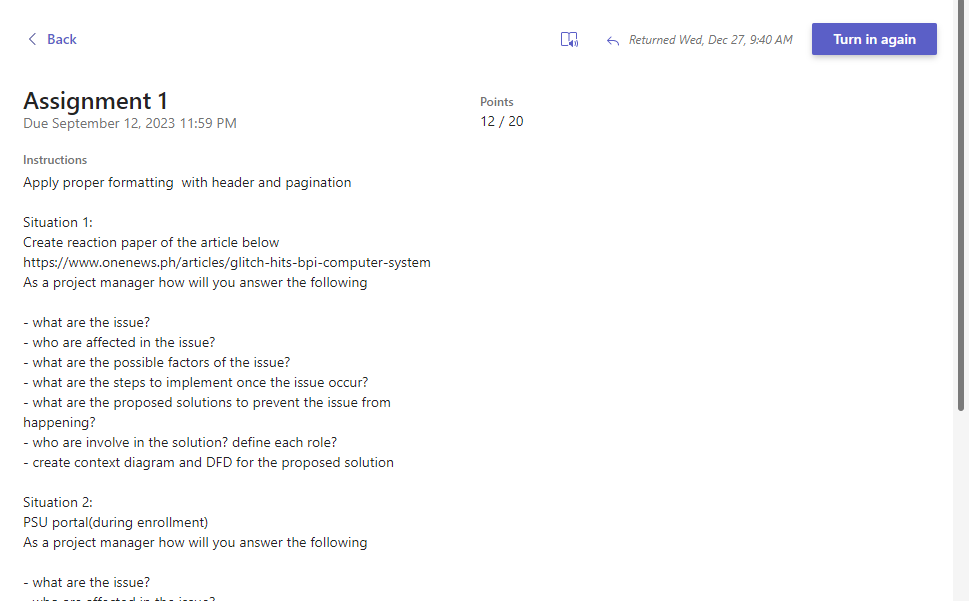 Back
Returned Wed, Dec 27, 9:40 AM
Turn in again
Assignment 1
Due September 12, 2023 11:59 PM
Points
12 / 20
Instructions
Apply proper formatting  with header and pagination
Situation 1:
Create reaction paper of the article below
https://www.onenews.ph/articles/glitch-hits-bpi-computer-system
As a project manager how will you answer the following
- what are the issue?
- who are affected in the issue?
- what are the possible factors of the issue?
- what are the steps to implement once the issue occur?
- what are the proposed solutions to prevent the issue from
happening?
- who are involve in the solution? define each role?
- create context diagram and DFD for the proposed solution
Situation 2:
PSU portal(during enrollment)
As a project manager how will you answer the following
- what are the issue?
- who are affected in the issue?